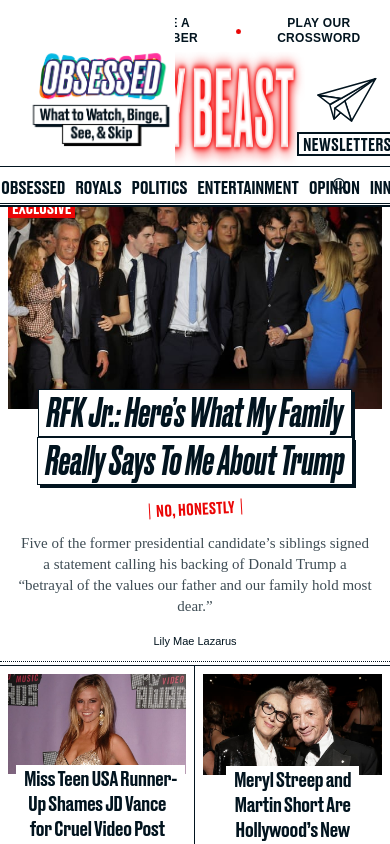 E A
BER
PLAY OUR
CROSSWORD
OBSESSED
What to Watch, Binge,
See, & Skip
Y BEAST
NEWSLETTERS
OBSESSED ROYALS POLITICS ENTERTAINMENT OPINION INN
EXCLUSIVE
RFK Jr.: Here’s What My Family
Really Says To Me About Trump
NO, HONESTLY
Five of the former presidential candidate’s siblings signed
a statement calling his backing of Donald Trump a
“betrayal of the values our father and our family hold most
dear.”
Lily Mae Lazarus
Miss Teen USA Runner-
Up Shames JD Vance
for Cruel Video Post
Meryl Streep and
Martin Short Are
Hollywood’s New